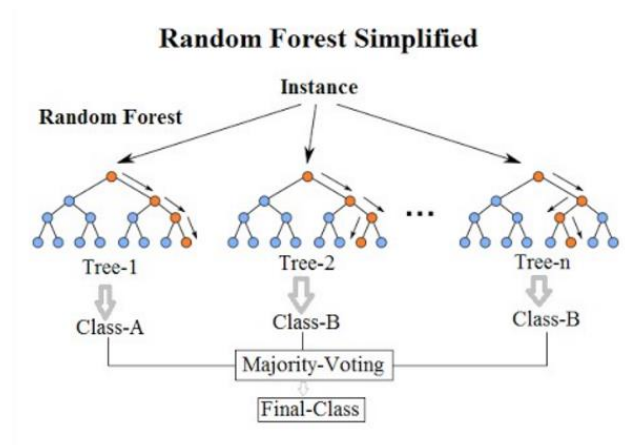 Random Forest Simplified
Instance
Random Forest
...
Tree-1
Tree-2
Tree-n
Class-A
Class-B
Class-B
Majority-Voting
Final-Class